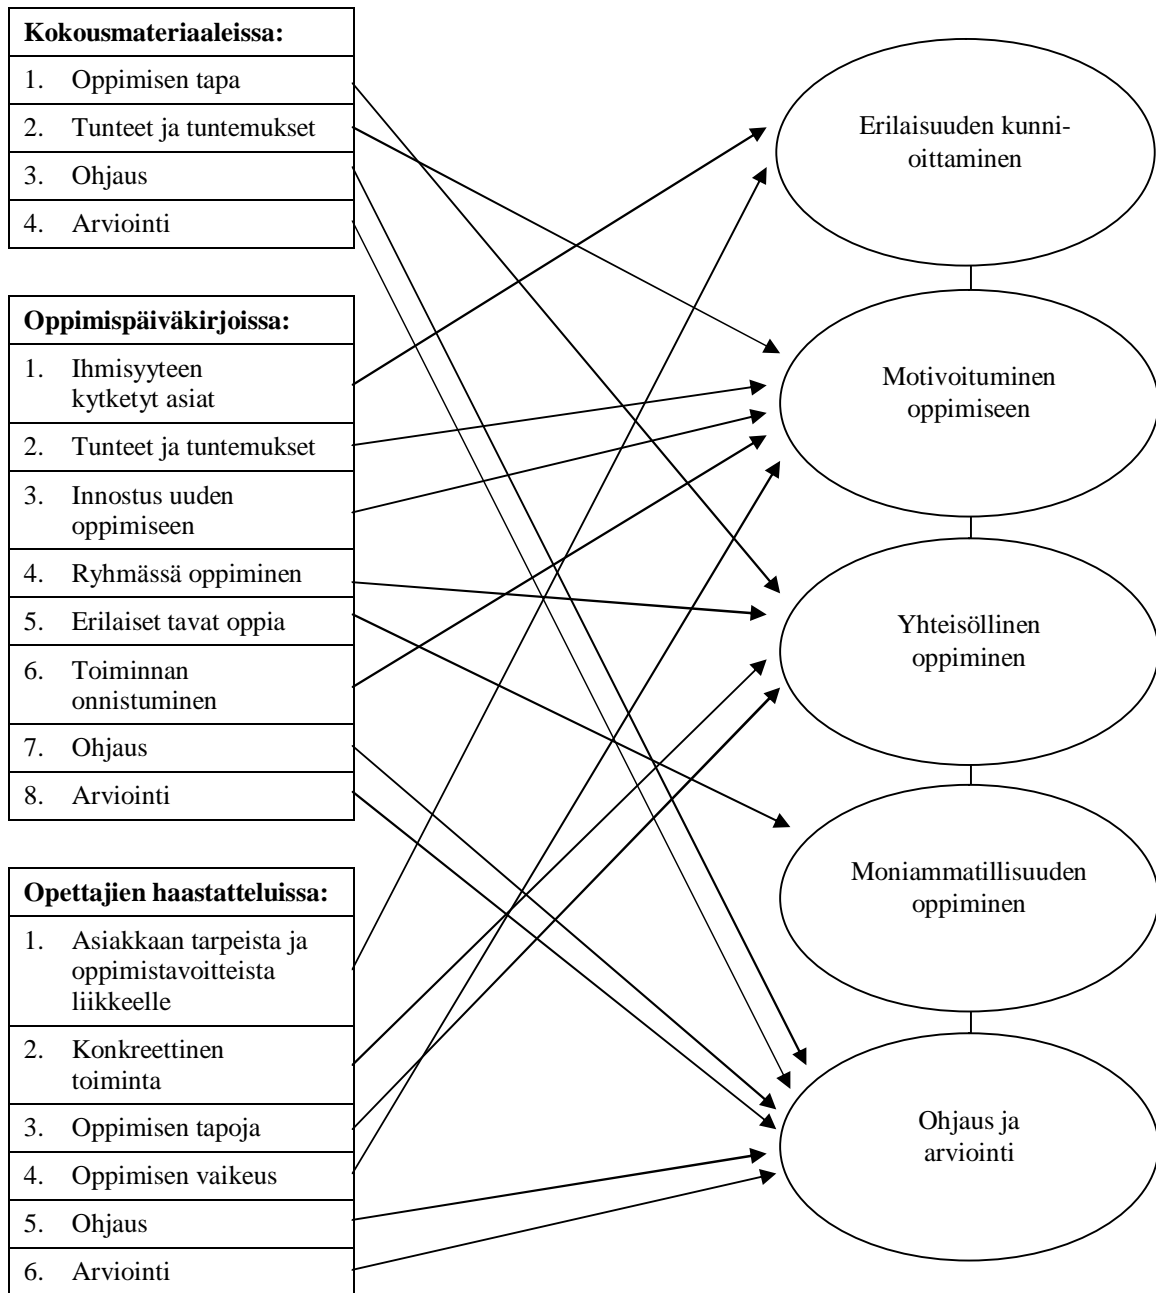 Kokousmateriaaleissa:
1. Oppimisen tapa
2. Tunteet ja tuntemukset
3. Ohjaus
4. Arviointi
Oppimispäiväkirjoissa:
1. Ihmisyyteen
kytketyt asiat
2. Tunteet ja tuntemukset
3. Innostus uuden
oppimiseen
4. Ryhmässä oppiminen
5. Erilaiset tavat oppia
6. Toiminnan
onnistuminen
7. Ohjaus
8. Arviointi
Opettajien haastatteluissa:
1. Asiakkaan tarpeista ja
oppimistavoitteista
liikkeelle
2. Konkreettinen
toiminta
3. Oppimisen tapoja
4. Oppimisen vaikeus
5. Ohjaus
6. Arviointi
Erilaisuuden kunni-
oittaminen
Motivoituminen
oppimiseen
Yhteisöllinen
oppiminen
Moniammatillisuuden
oppiminen
Ohjaus ja
arviointi